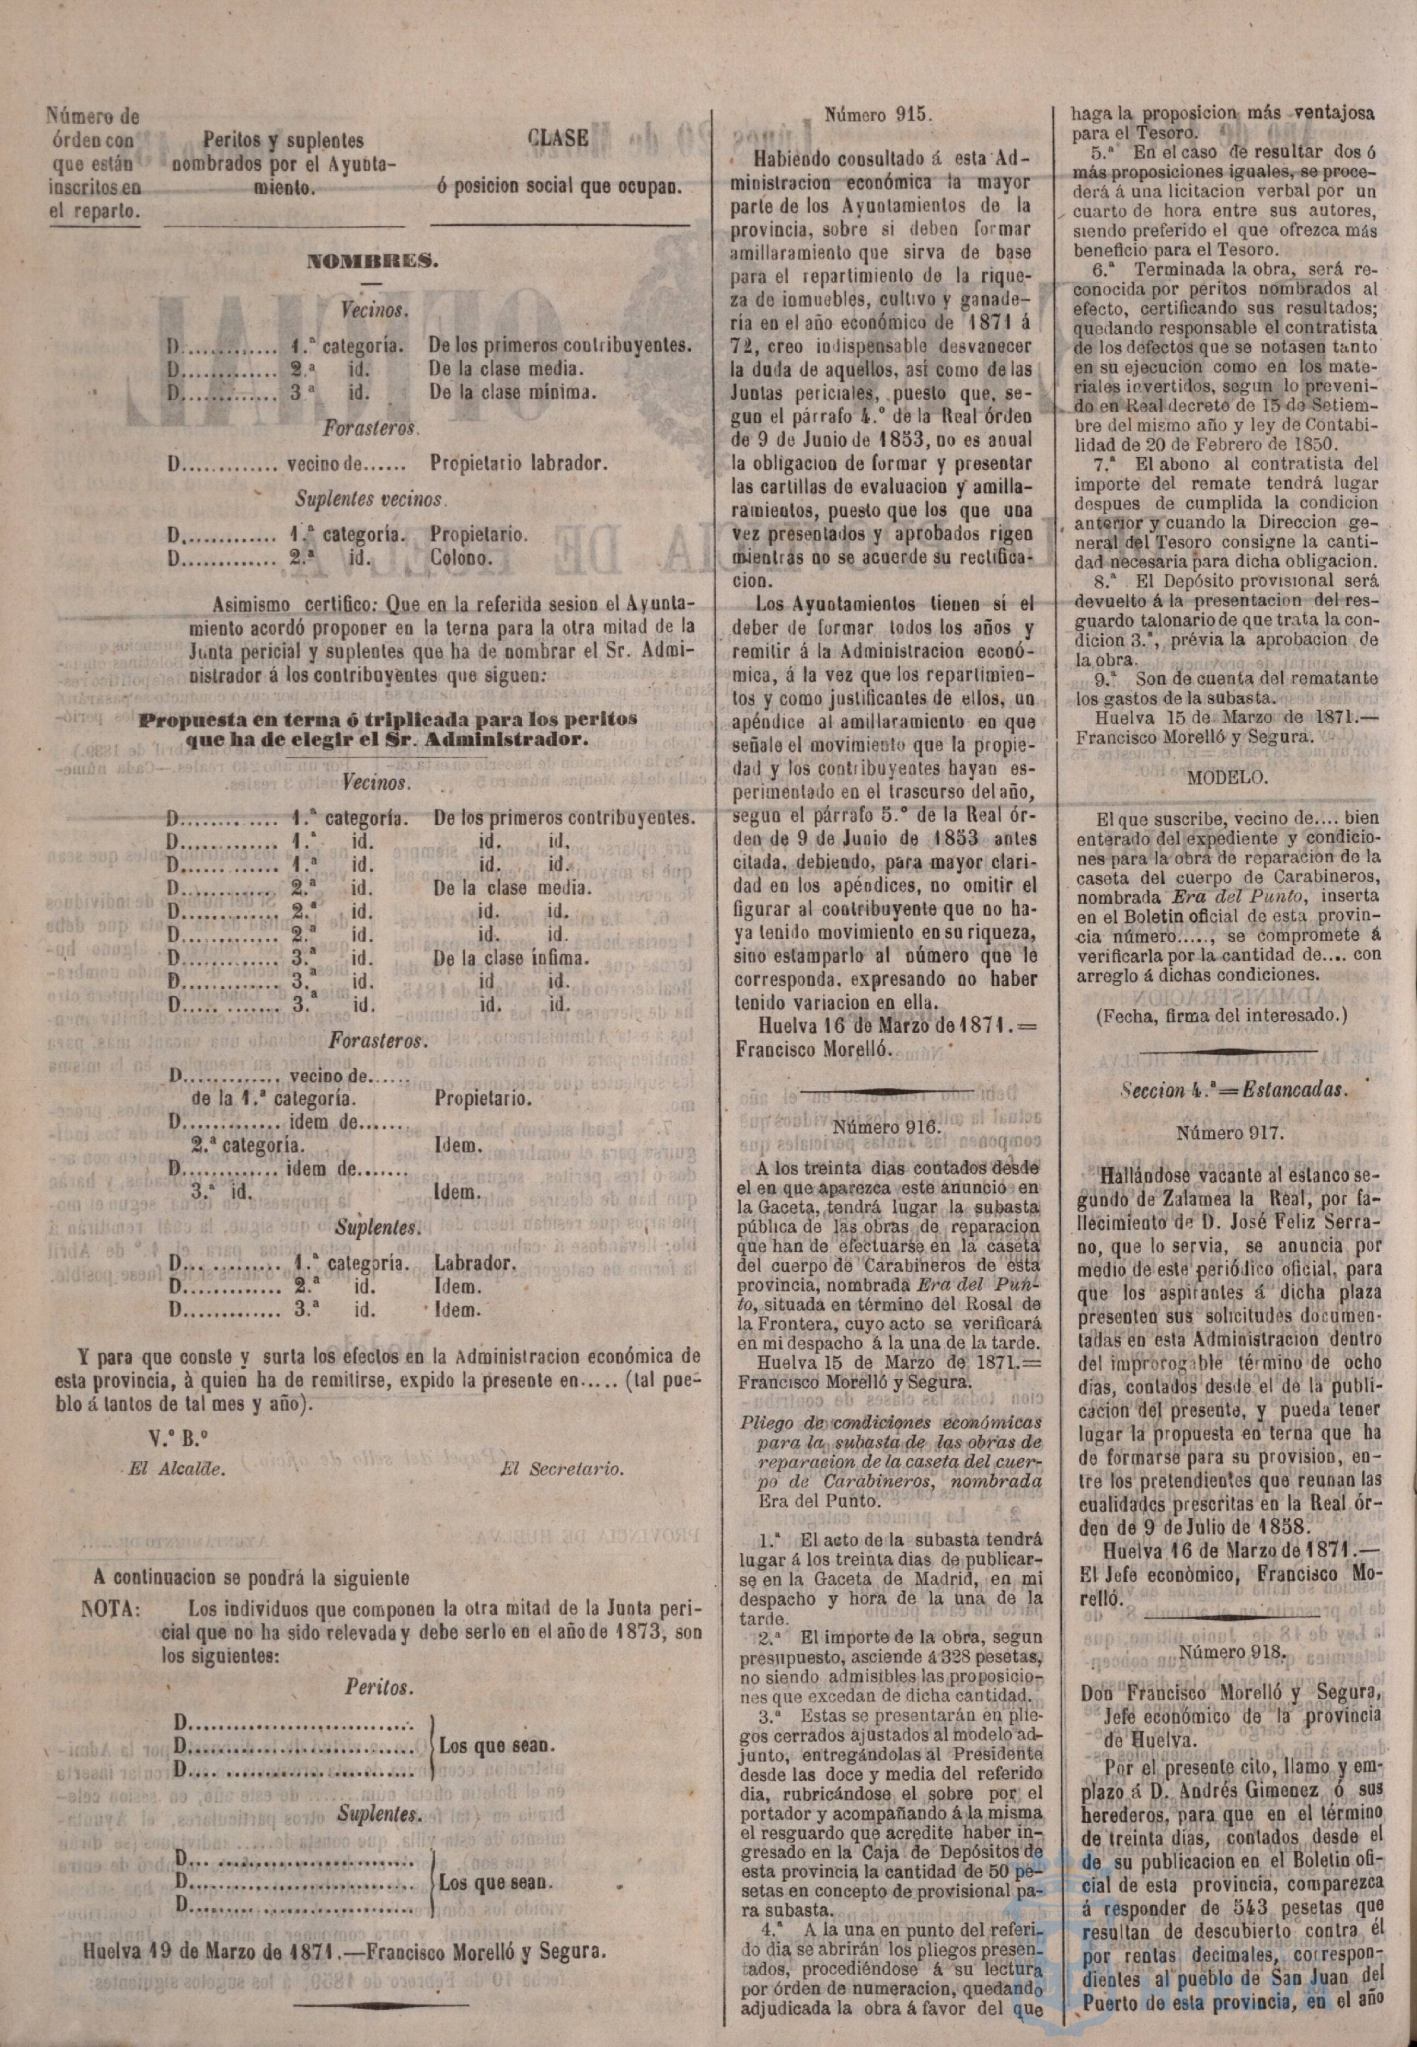 Número de
órden con
que están
inscritos en
el reparto.
Peritos y suplentes
nombrados por el Ayunta-
miento.
CLASE
ó posicion social que ocupan.
NOMBRES.
Vecinos.
D............. 1.ª categoría. De los primeros contribuyentes.
D............. 2.ª id. De la clase media.
D............. 3.ª id. De la clase mínima.
Forasteros.
D............. vecino de...... Propietario labrador.
Suplentes vecinos.
D............. 1.ª categoría. Propietario.
D............. 2.ª id. Colono.
Asimismo certifico: Que en la referida sesion el Ayunta-
miento acordó proponer en la terna para la otra mitad de la
Junta pericial y suplentes que ha de nombrar el Sr. Admi-
nistrador á los contribuyentes que siguen:
Propuesta en terna ó triplicada para los peritos
que ha de elegir el Sr. Administrador.
Vecinos.
D............. 1.ª categoría. De los primeros contribuyentes.
D............. 1.ª id. id. id.
D............. 1.ª id. id. id.
D............. 2.ª id. De la clase media.
D............. 2.ª id. id. id.
D............. 2.ª id. id. id.
D............. 3.ª id. De la clase ínfima.
D............. 3.ª id. id. id.
D............. 3.ª id. id. id.
Forasteros.
D............. vecino de......
de la 1.ª categoría. Propietario.
D............. idem de.......
2.ª categoría. Idem.
D............. idem de.......
3.ª id. Idem.
Suplentes.
D............. 1.ª categoría. Labrador.
D............. 2.ª id. Idem.
D............. 3.ª id. Idem.
Y para que conste y surta los efectos en la Administracion económica de
esta provincia, à quien ha de remitirse, expido la presente en..... (tal pue-
blo á tantos de tal mes y año).
V.º B.º
El Alcalde. El Secretario.
A continuacion se pondrá la siguiente
NOTA: Los individuos que componen la otra mitad de la Junta peri-
cial que no ha sido relevada y debe serlo en el año de 1873, son
los siguientes:
Peritos.
D............................
D............................ Los que sean.
D............................
Suplentes.
D............................
D............................ Los que sean.
D............................
Huelva 19 de Marzo de 1871.—Francisco Morelló y Segura.
Número 915.
Habiendo consultado á esta Ad-
ministracion económica la mayor
parte de los Ayuntamientos de la
provincia, sobre si deben formar
amillaramiento que sirva de base
para el repartimiento de la rique-
za de inmuebles, cultivo y ganade-
ría en el año económico de 1871 á
72, creo indispensable desvanecer
la duda de aquellos, así como de las
Juntas periciales, puesto que, se-
gun el párrafo 4.º de la Real órden
de 9 de Junio de 1853, no es anual
la obligacion de formar y presentar
las cartillas de evaluacion y amilla-
ramientos, puesto que los que una
vez presentados y aprobados rigen
mientras no se acuerde su rectifica-
cion.
Los Ayuntamientos tienen sí el
deber de formar todos los años y
remitir á la Administracion econó-
mica, á la vez que los repartimien-
tos y como justificantes de ellos, un
apéndice al amillaramiento en que
señale el movimiento que la propie-
dad y los contribuyentes hayan es-
perimentado en el trascurso del año,
segun el párrafo 5.º de la Real ór-
den de 9 de Junio de 1853 antes
citada, debiendo, para mayor clari-
dad en los apéndices, no omitir el
figurar al contribuyente que no ha-
ya tenido movimiento en su riqueza,
sino estamparlo al número que le
corresponda, expresando no haber
tenido variacion en ella.
Huelva 16 de Marzo de 1871.=
Francisco Morelló.
Número 916.
A los treinta dias contados desde
el en que aparezca este anunció en
la Gaceta, tendrá lugar la subasta
pública de las obras de reparacion
que han de efectuarse en la caseta
del cuerpo de Carabineros de esta
provincia, nombrada Era del Pun-
to, situada en término del Rosal de
la Frontera, cuyo acto se verificará
en mi despacho á la una de la tarde.
Huelva 15 de Marzo de 1871.=
Francisco Morelló y Segura.
Pliego de condiciones económicas
para la subasta de las obras de
reparacion de la caseta del cuer-
po de Carabineros, nombrada
Era del Punto.
1.ª El acto de la subasta tendrá
lugar á los treinta dias de publicar-
se en la Gaceta de Madrid, en mi
despacho y hora de la una de la
tarde.
2.ª El importe de la obra, segun
presupuesto, asciende á 328 pesetas,
no siendo admisibles las proposicio-
nes que excedan de dicha cantidad.
3.ª Estas se presentarán en plie-
gos cerrados ajustados al modelo ad-
junto, entregándolas al Presidente
desde las doce y media del referido
dia, rubricándose el sobre por el
portador y acompañando á la misma
el resguardo que acredite haber in-
gresado en la Caja de Depósitos de
esta provincia la cantidad de 50 pe-
setas en concepto de provisional pa-
ra subasta.
4.ª A la una en punto del referi-
do dia se abrirán los pliegos presen-
tados, procediéndose á su lectura
por órden de numeracion, quedando
adjudicada la obra á favor del que
haga la proposicion más ventajosa
para el Tesoro.
5.ª En el caso de resultar dos ó
más proposiciones iguales, se proce-
derá á una licitacion verbal por un
cuarto de hora entre sus autores,
siendo preferido el que ofrezca más
beneficio para el Tesoro.
6.ª Terminada la obra, será re-
conocida por peritos nombrados al
efecto, certificando sus resultados;
quedando responsable el contratista
de los defectos que se notasen tanto
en su ejecucion como en los mate-
riales invertidos, segun lo preveni-
do en Real decreto de 15 de Setiem-
bre del mismo año y ley de Contabi-
lidad de 20 de Febrero de 1850.
7.ª El abono al contratista del
importe del remate tendrá lugar
despues de cumplida la condicion
anterior y cuando la Direccion ge-
neral del Tesoro consigne la canti-
dad necesaria para dicha obligacion.
8.ª El Depósito provisional será
devuelto á la presentacion del res-
guardo talonario de que trata la con-
dicion 3.ª, prévia la aprobacion de
la obra.
9.ª Son de cuenta del rematante
los gastos de la subasta.
Huelva 15 de Marzo de 1871.—
Francisco Morelló y Segura.
MODELO.
El que suscribe, vecino de.... bien
enterado del expediente y condicio-
nes para la obra de reparacion de la
caseta del cuerpo de Carabineros,
nombrada Era del Punto, inserta
en el Boletin oficial de esta provin-
cia número....., se compromete á
verificarla por la cantidad de.... con
arreglo á dichas condiciones.
(Fecha, firma del interesado.)
Seccion 4.ª=Estancadas.
Número 917.
Hallándose vacante al estanco se-
gundo de Zalamea la Real, por fa-
llecimiento de D. José Feliz Serra-
no, que lo servia, se anuncia por
medio de este periódico oficial, para
que los aspirantes á dicha plaza
presenten sus solicitudes documen-
tadas en esta Administracion dentro
del improrogable término de ocho
dias, contados desde el de la publi-
cacion del presente, y pueda tener
lugar la propuesta en terna que ha
de formarse para su provision, en-
tre los pretendientes que reunan las
cualidades prescritas en la Real ór-
den de 9 de Julio de 1858.
Huelva 16 de Marzo de 1871.—
El Jefe econòmico, Francisco Mo-
relló.
Número 918.
Don Francisco Morelló y Segura,
Jefe económico de la provincia
de Huelva.
Por el presente cito, llamo y em-
plazo á D. Andrés Gimenez ó sus
herederos, para que en el término
de treinta dias, contados desde el
de su publicacion en el Boletin ofi-
cial de esta provincia, comparezca
á responder de 543 pesetas que
resultan de descubierto contra él
por rentas decimales, correspon-
dientes al pueblo de San Juan del
Puerto de esta provincia, en el año